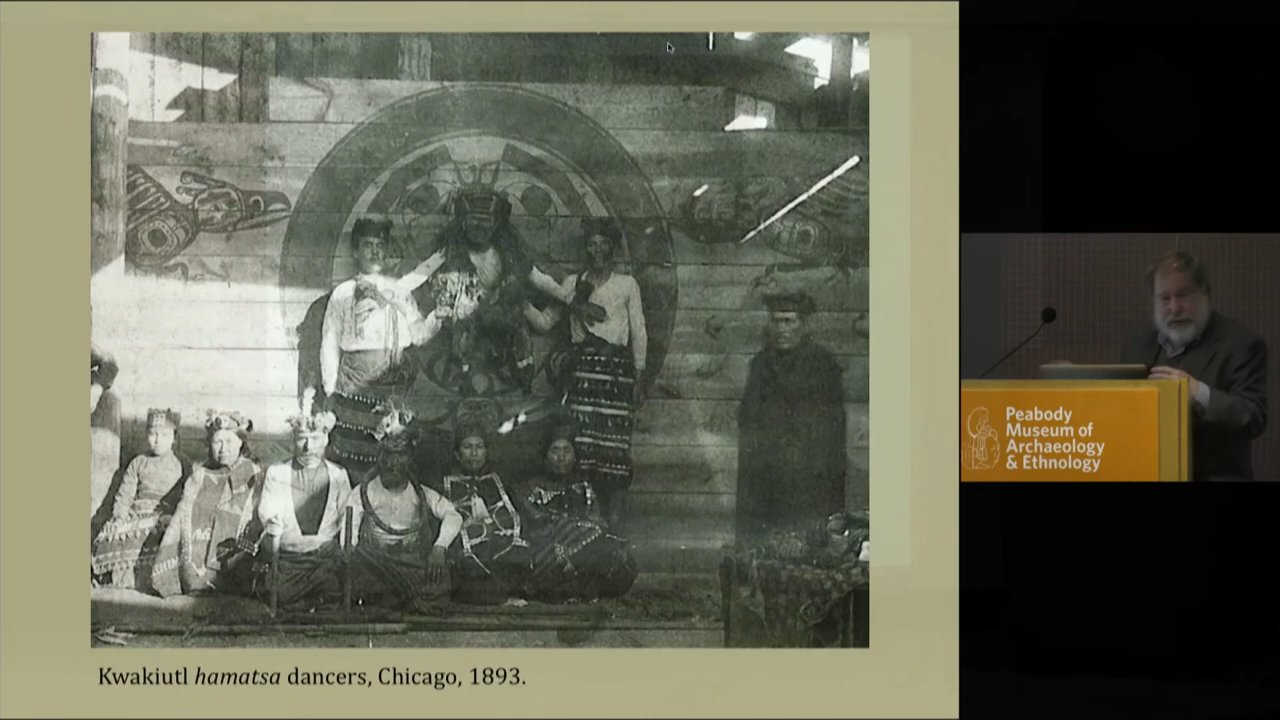 Kwakiutl hamatsa dancers, Chicago, 1893.
Peabody
Museum of
Archaeology
& Ethnology